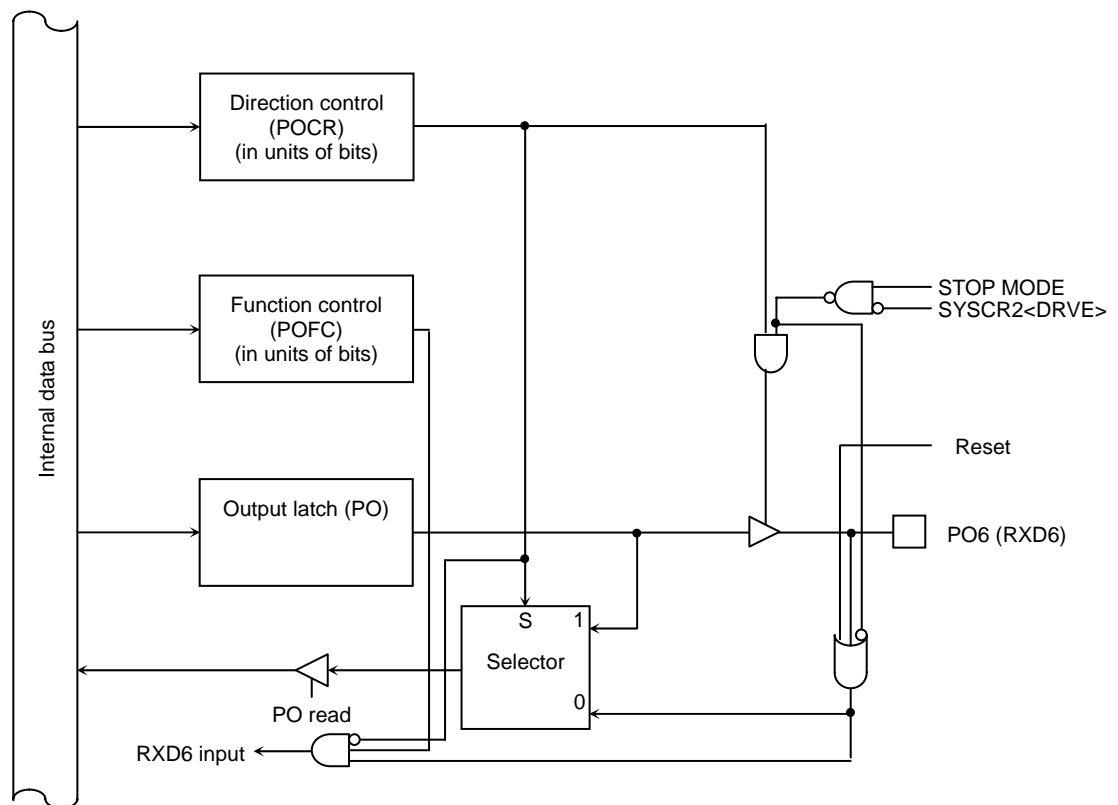 Internal data bus
Direction control
(POCR)
(in units of bits)
Function control
(POFC)
(in units of bits)
STOP MODE
SYSCR2<DRVE>
Reset
Output latch (PO)
PO6 (RXD6)
S
1
Selector
0
PO read
RXD6 input